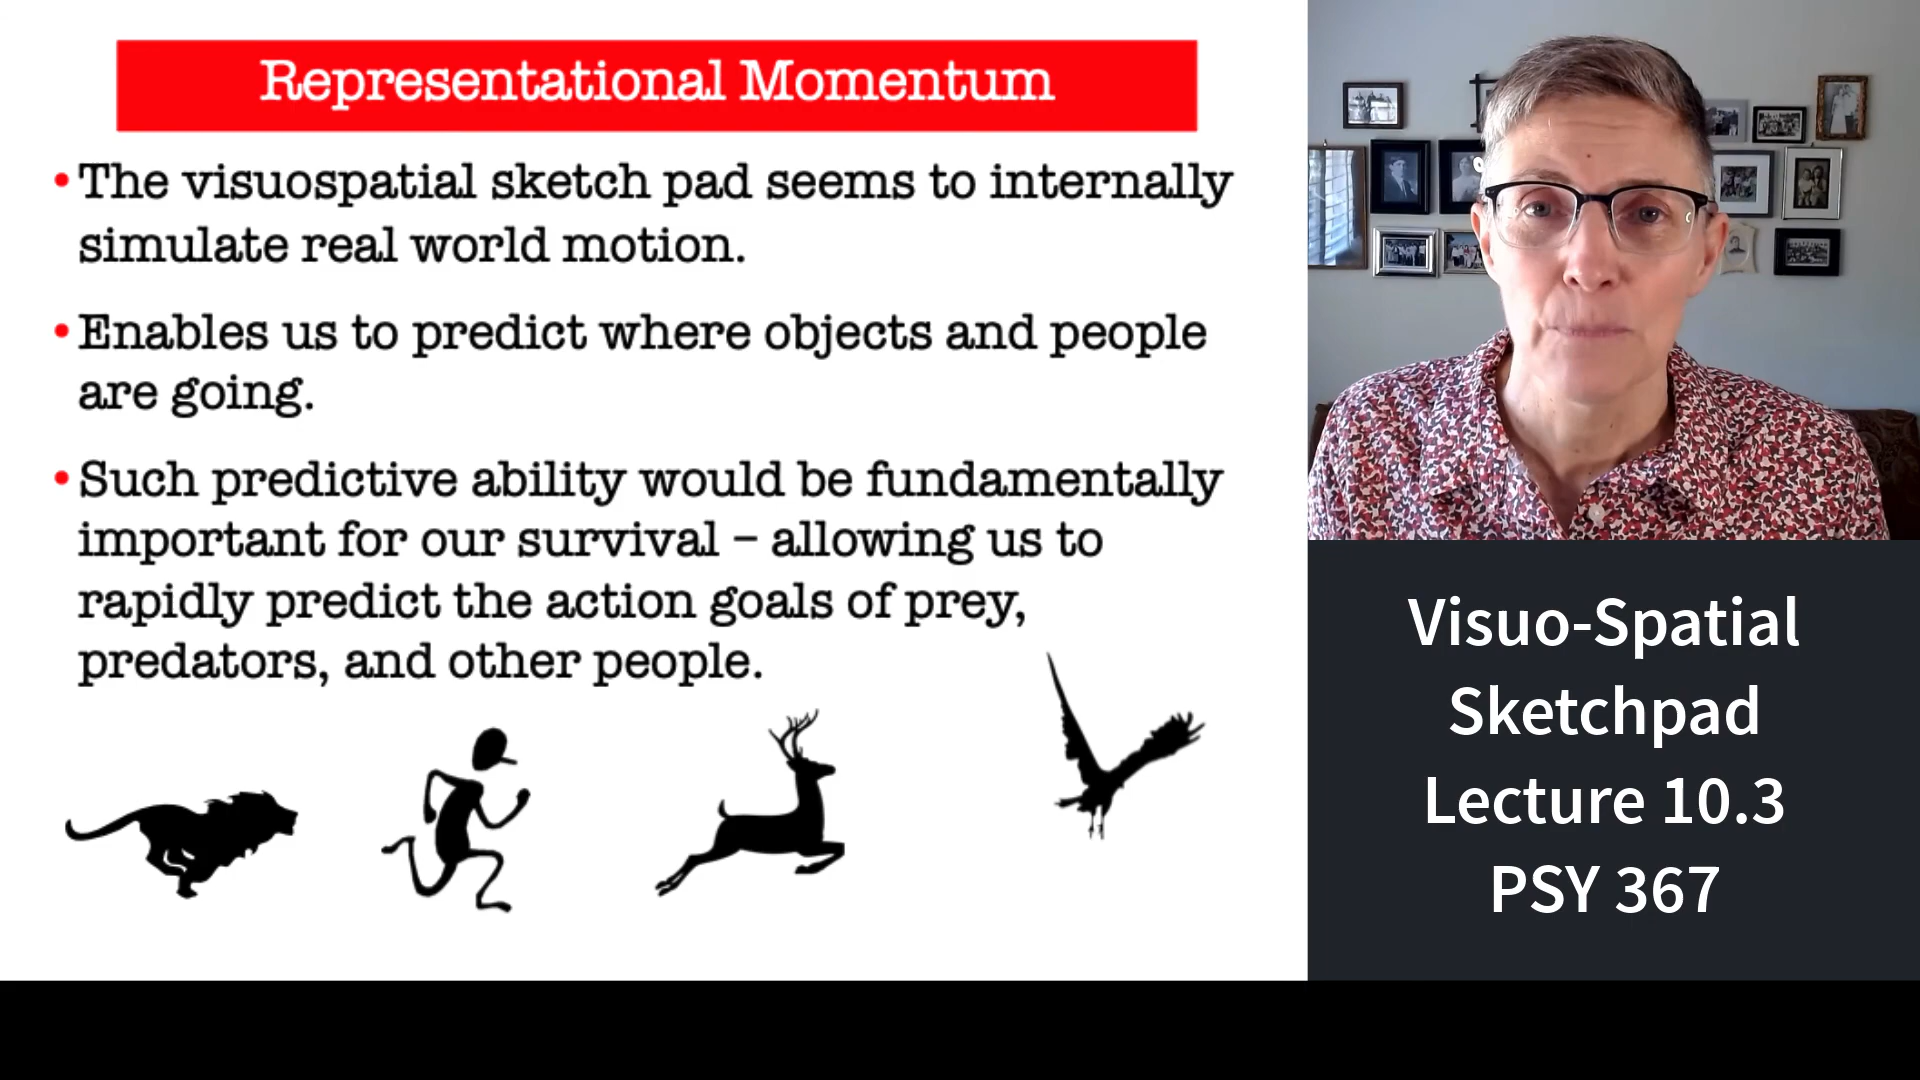 Representational Momentum
•The visuospatial sketch pad seems to internally
simulate real world motion.
•Enables us to predict where objects and people
are going.
•Such predictive ability would be fundamentally
important for our survival – allowing us to
rapidly predict the action goals of prey,
predators, and other people.
Visuo-Spatial
Sketchpad
Lecture 10.3
PSY 367